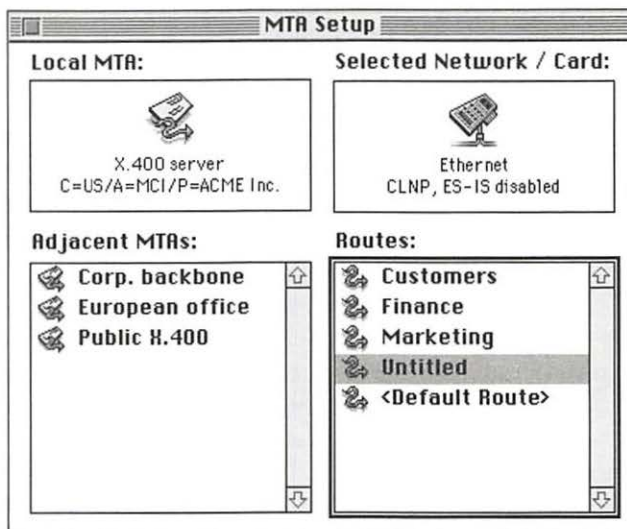 MTA Setup
Local MTA:
X.400 server
C=US/A=MCI/P=ACME Inc.
Selected Network / Card:
Ethernet
CLNP, ES-IS disabled
Adjacent MTAs:
Corp. backbone
European office
Public X.400
Routes:
Customers
Finance
Marketing
Untitled
<Default Route>